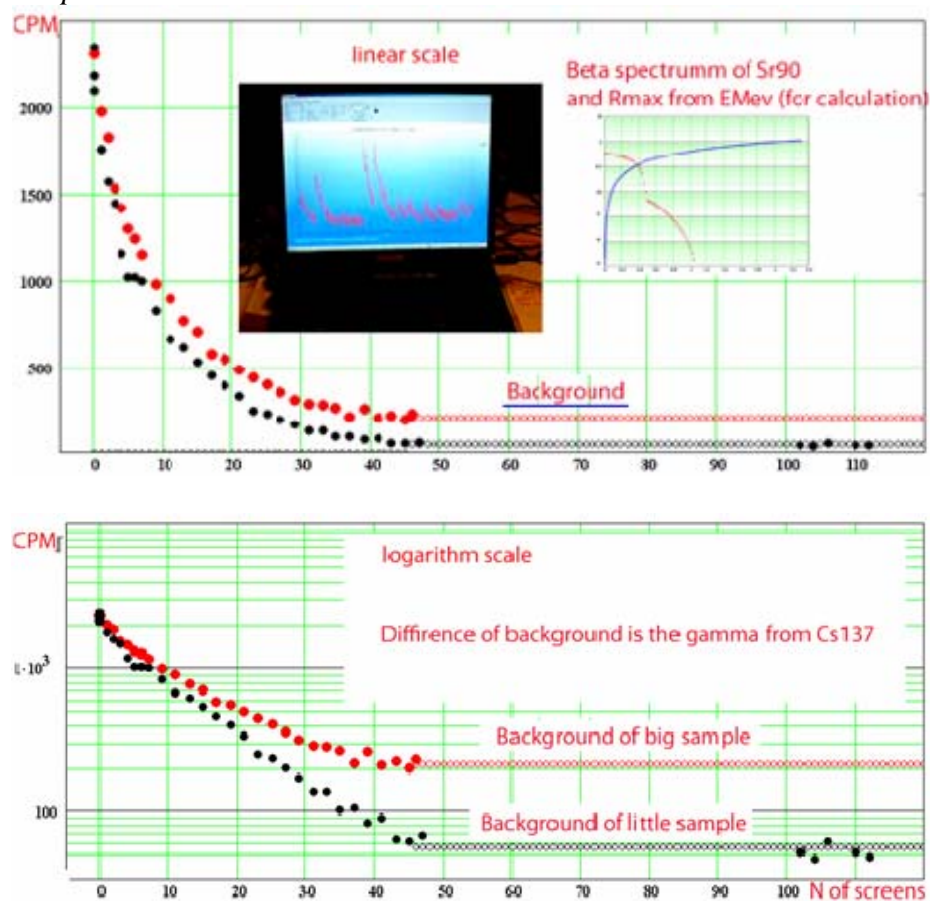 CPM
linear scale
Beta spectrumm of Sr90
and Rmax from EMev (for calculation)
2000
1500
1000
500
Background
0 10 20 30 40 50 60 70 80 90 100 110
CPM
logarithm scale
Diffirence of background is the gamma from Cs137
1·10³
Background of big sample
100
Background of little sample
0 10 20 30 40 50 60 70 80 90 100 N of screens